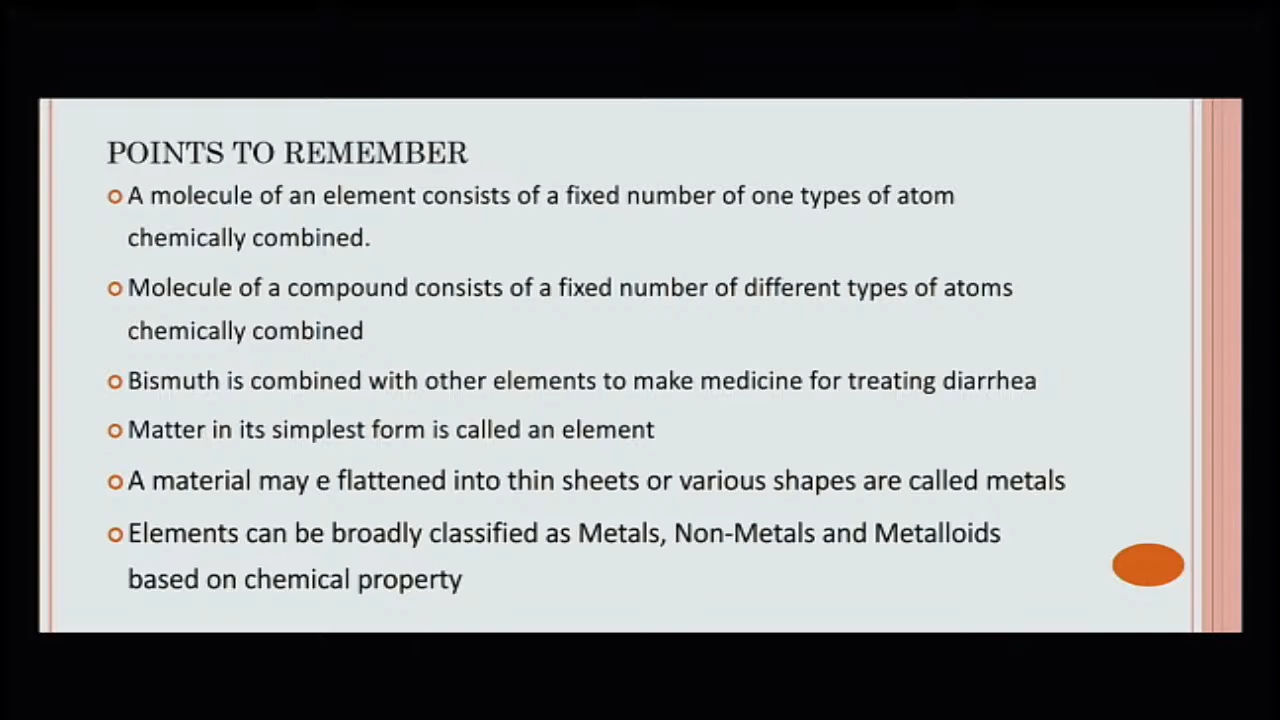 POINTS TO REMEMBER
A molecule of an element consists of a fixed number of one types of atom
chemically combined.
Molecule of a compound consists of a fixed number of different types of atoms
chemically combined
Bismuth is combined with other elements to make medicine for treating diarrhea
Matter in its simplest form is called an element
A material may e flattened into thin sheets or various shapes are called metals
Elements can be broadly classified as Metals, Non-Metals and Metalloids
based on chemical property